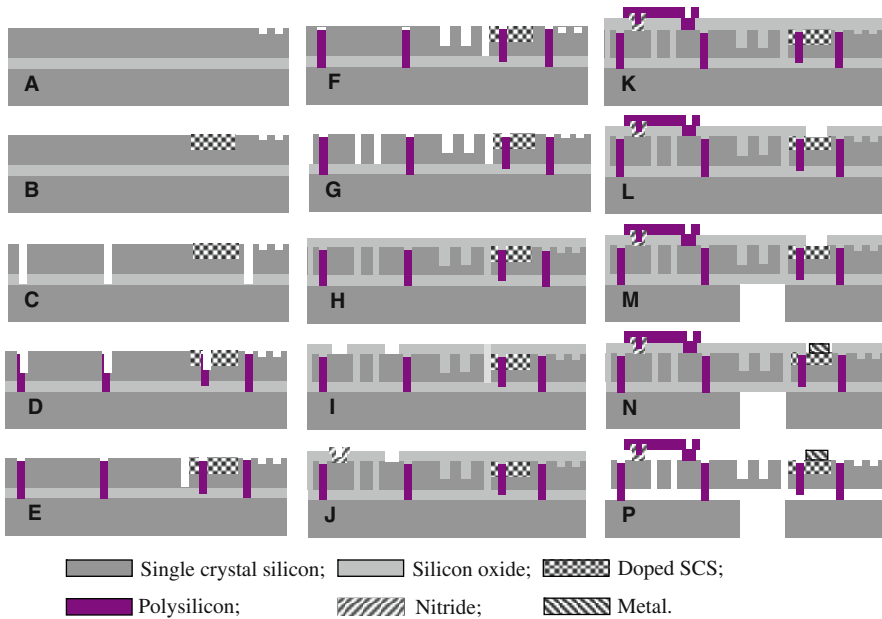 A
B
C
D
E
F
G
H
I
J
K
L
M
N
P
Single crystal silicon;
Silicon oxide;
Doped SCS;
Polysilicon;
Nitride;
Metal.